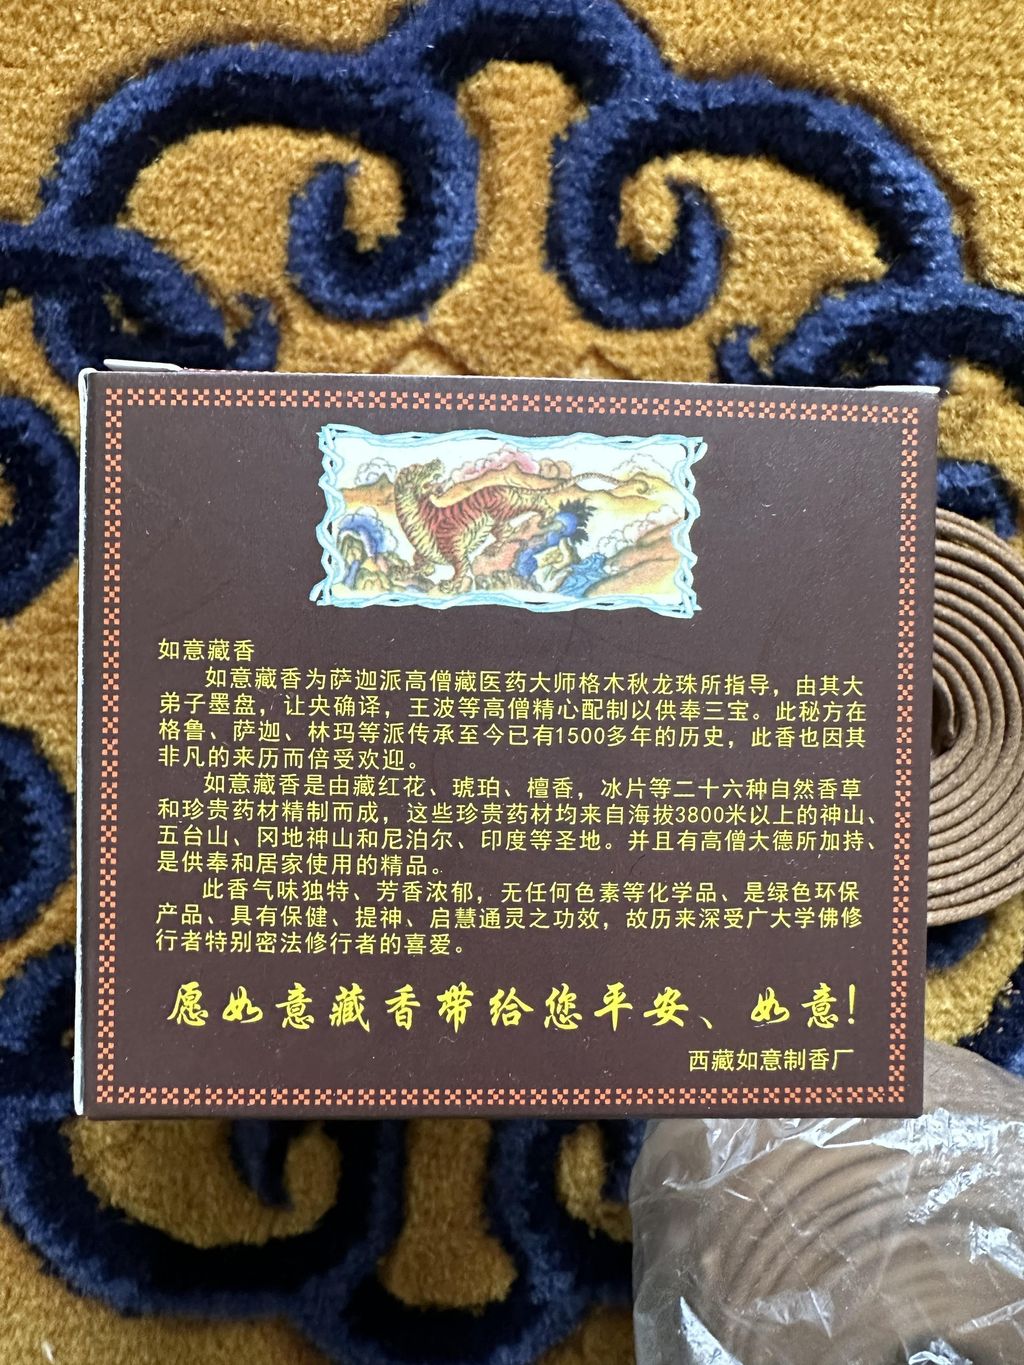 如意藏香
如意藏香为萨迦派高僧藏医药大师格木秋龙珠所指导，由其大
弟子墨盘，让央确译，王波等高僧精心配制以供奉三宝。此秘方在
格鲁、萨迦、林玛等派传承至今已有1500多年的历史，此香也因其
非凡的来历而倍受欢迎。
如意藏香是由藏红花、琥珀、檀香，冰片等二十六种自然香草
和珍贵药材精制而成，这些珍贵药材均来自海拔3800米以上的神山、
五台山、冈地神山和尼泊尔、印度等圣地。并且有高僧大德所加持、
是供奉和居家使用的精品。
此香气味独特、芳香浓郁，无任何色素等化学品、是绿色环保
产品、具有保健、提神、启慧通灵之功效，故历来深受广大学佛修
行者特别密法修行者的喜爱。
愿如意藏香带给您平安、如意！
西藏如意制香厂